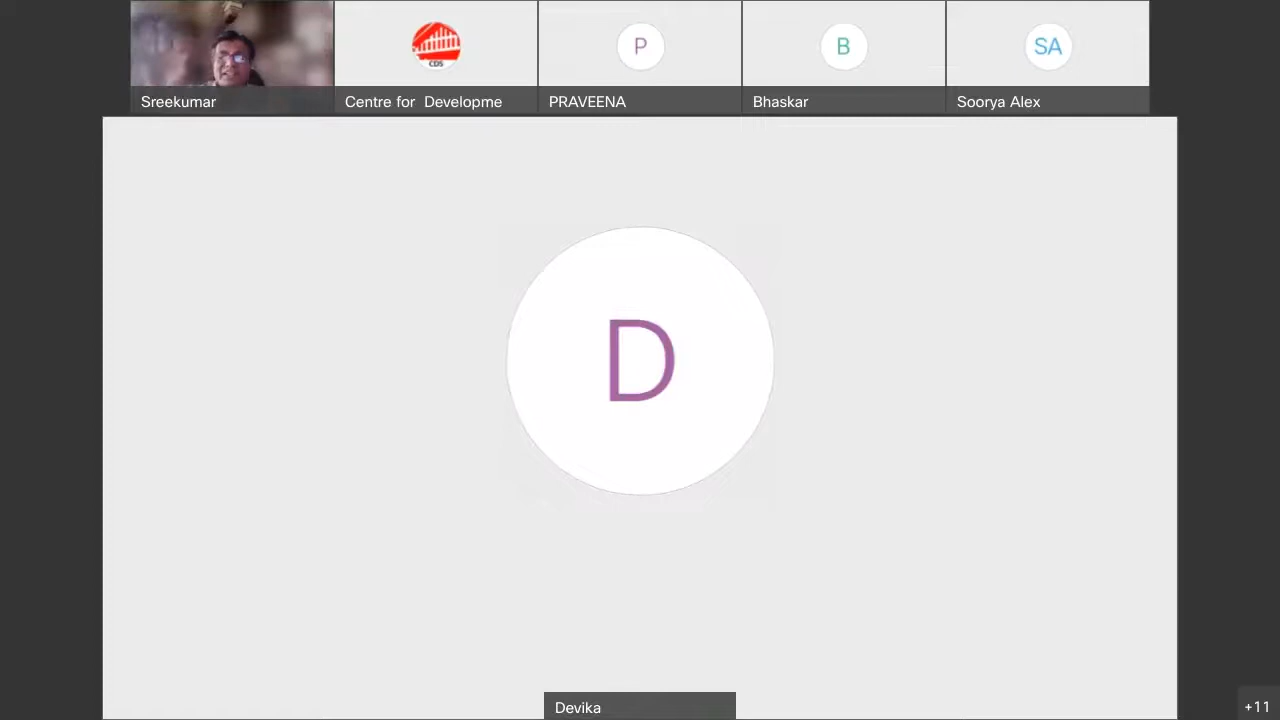 CDS
P
B
SA
Sreekumar
Centre for Developme
PRAVEENA
Bhaskar
Soorya Alex
D
Devika
+11